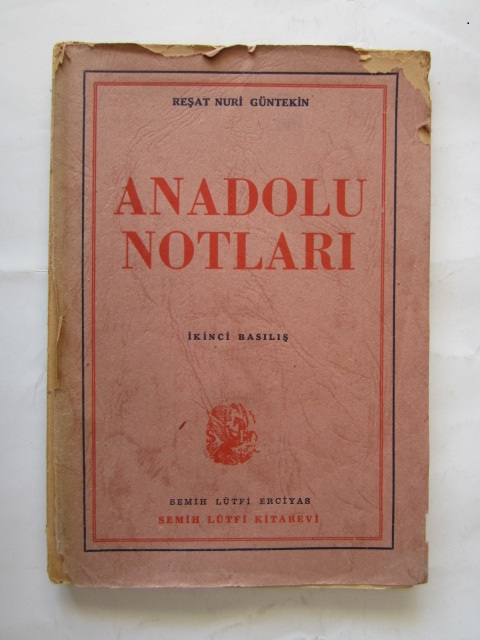 REŞAT NURİ GÜNTEKİN
ANADOLU
NOTLARI
İKİNCİ BASILIŞ
SEMİH LÜTFİ ERCİYAS
SEMİH LÜTFİ KİTABEVİ